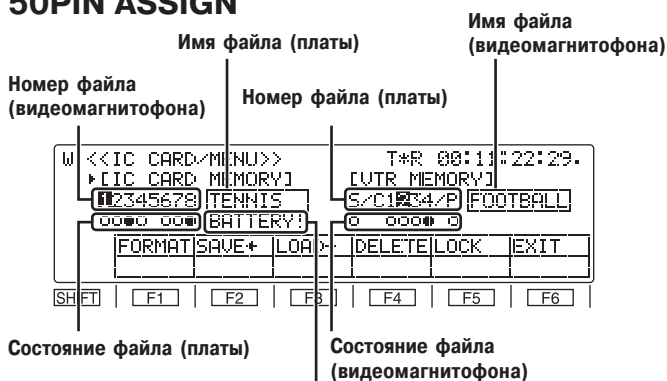 50PIN ASSIGN
Имя файла (видеомагнитофона)
Имя файла (платы)
Номер файла (видеомагнитофона)
Номер файла (платы)
W <<IC CARD/MENU>> T*R 00:11:22:29.
[IC CARD MEMORY] [VTR MEMORY]
12345678 TENNIS S/C1234/P FOOTBALL
BATTERY!
FORMAT SAVE← LOAD→ DELETE LOCK EXIT
SHIFT F1 F2 F3 F4 F5 F6
Состояние файла (платы)
Состояние файла (видеомагнитофона)